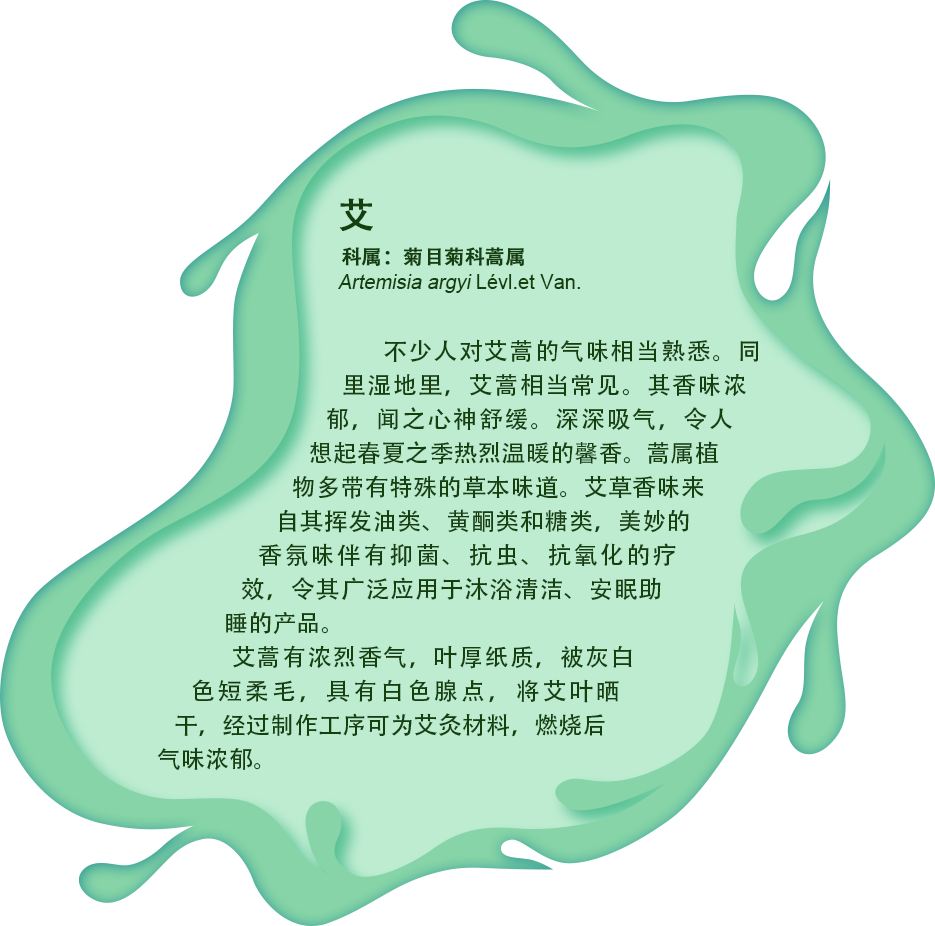 艾
科属：菊目菊科蒿属
Artemisia argyi Lévl.et Van.
不少人对艾蒿的气味相当熟悉。同
里湿地里，艾蒿相当常见。其香味浓
郁，闻之心神舒缓。深深吸气，令人
想起春夏之季热烈温暖的馨香。蒿属植
物多带有特殊的草本味道。艾草香味来
自其挥发油类、黄酮类和糖类，美妙的
香氛味伴有抑菌、抗虫、抗氧化的疗
效，令其广泛应用于沐浴清洁、安眠助
睡的产品。
艾蒿有浓烈香气，叶厚纸质，被灰白
色短柔毛，具有白色腺点，将艾叶晒
干，经过制作工序可为艾灸材料，燃烧后
气味浓郁。